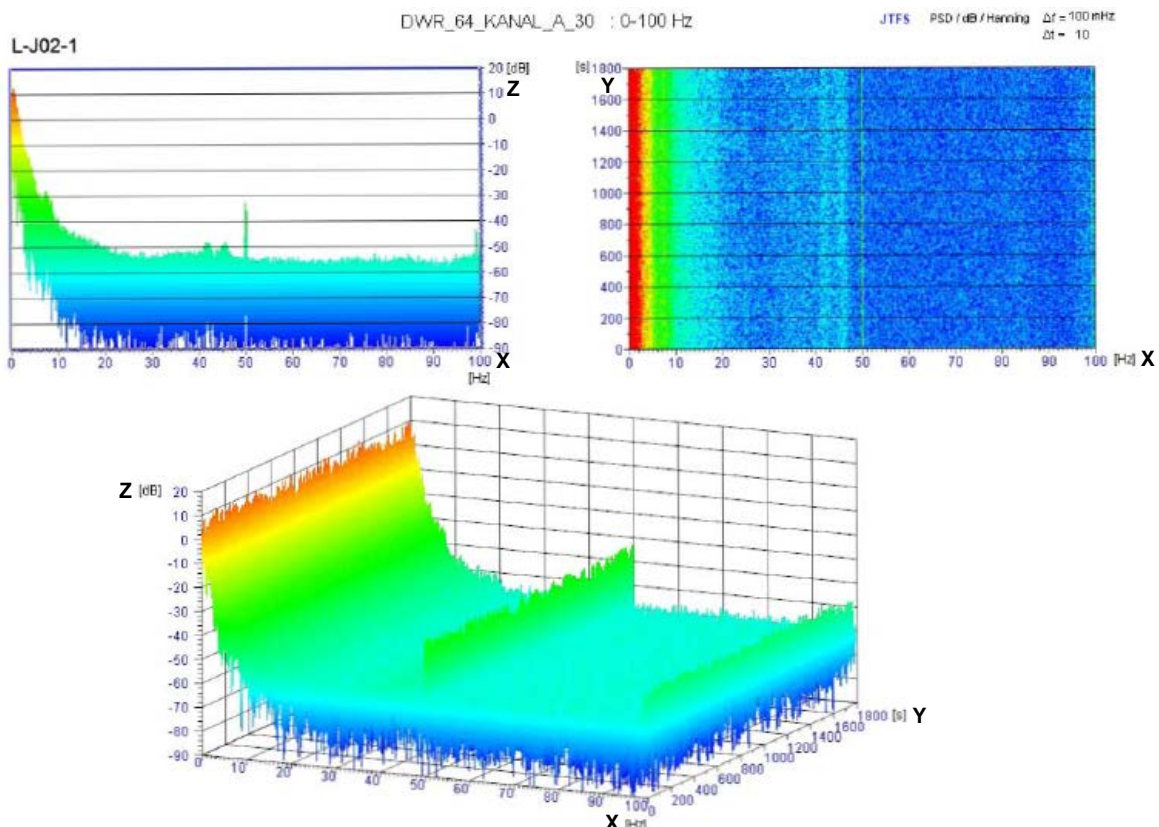 DWR_64_KANAL_A_30 : 0-100 Hz
JTFS PSD / dB / Hanning Δf = 100 mHz
Δt = 10
L-J02-1
20 [dB]
Z
10
0
-10
-20
-30
-40
-50
-60
-70
-80
-90
0 10 20 30 40 50 60 70 80 90 100 X
[Hz]
[s] 1800
Y
1600
1400
1200
1000
800
600
400
200
0
0 10 20 30 40 50 60 70 80 90 100 [Hz] X
Z [dB] 20
10
0
-10
-20
-30
-40
-50
-60
-70
-80
-90
0 10 20 30 40 50 60 70 80 90 100
X [Hz]
0 200 400 600 800 1000 1200 1400 1600 1800 [s] Y